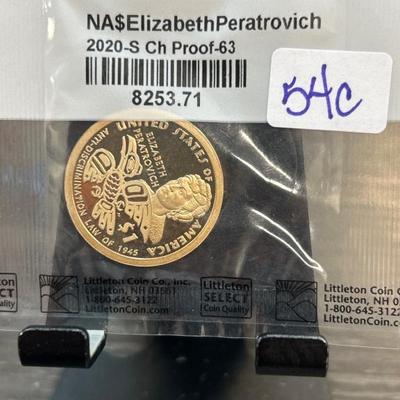 NA$ElizabethPeratrovich
2020-S Ch Proof-63
8253.71
54C
UNITED STATES OF AMERICA
ELIZABETH
PERATROVICH
ANTI-DISCRIMINATION LAW OF 1945
$1
Littleton Coin Co., Inc.
Littleton, NH 03561
1-800-645-3122
LittletonCoin.com
Littleton
SELECT
Coin Quality
Littleton Coin
Littleton, NH
1-800-645
LittletonCoin